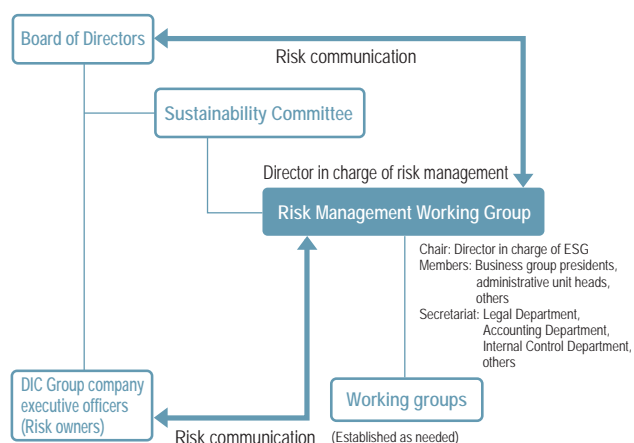 Board of Directors
Risk communication
Sustainability Committee
Director in charge of risk management
Risk Management Working Group
Chair: Director in charge of ESG
Members: Business group presidents,
administrative unit heads,
others
Secretariat: Legal Department,
Accounting Department,
Internal Control Department,
others
DIC Group company
executive officers
(Risk owners)
Risk communication
Working groups
(Established as needed)